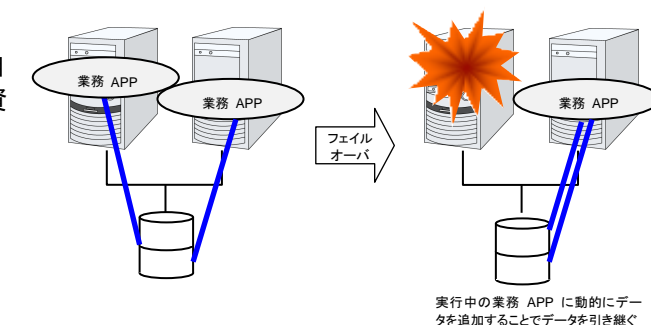 業務 APP
業務 APP
資
フェイル
オーバ
業務 APP
実行中の業務 APP に動的にデー
タを追加することでデータを引き継ぐ